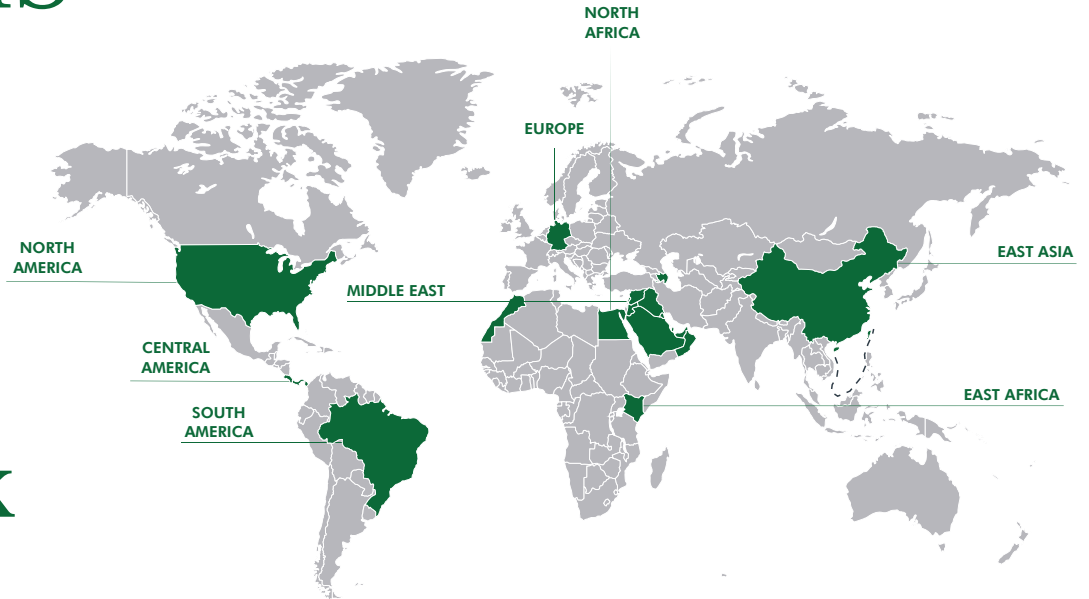 NORTH
AFRICA
EUROPE
NORTH
AMERICA
EAST ASIA
MIDDLE EAST
CENTRAL
AMERICA
EAST AFRICA
SOUTH
AMERICA